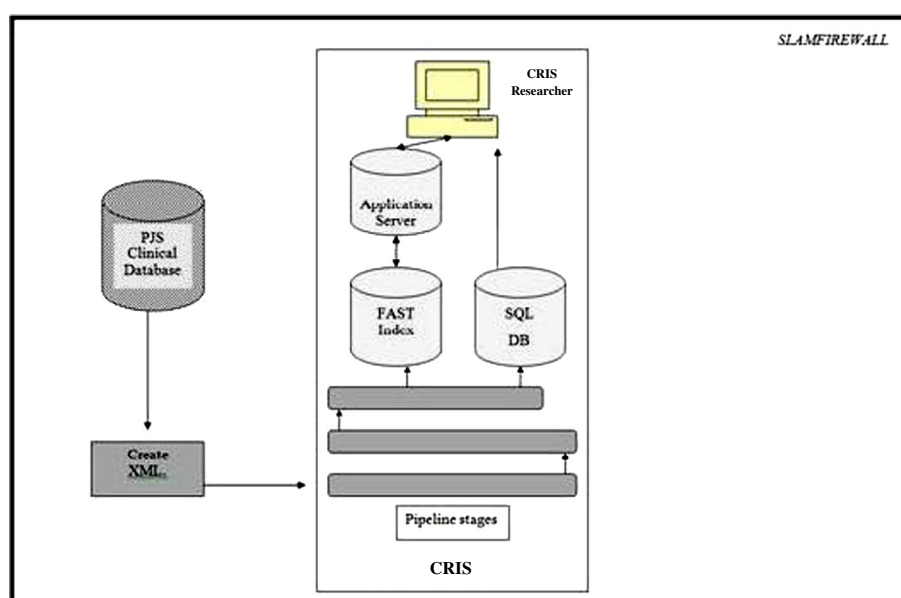 SLAMFIREWALL
CRIS
Researcher
Application
Server
PJS
Clinical
Database
FAST
Index
SQL
DB
Create
XML
Pipeline stages
CRIS